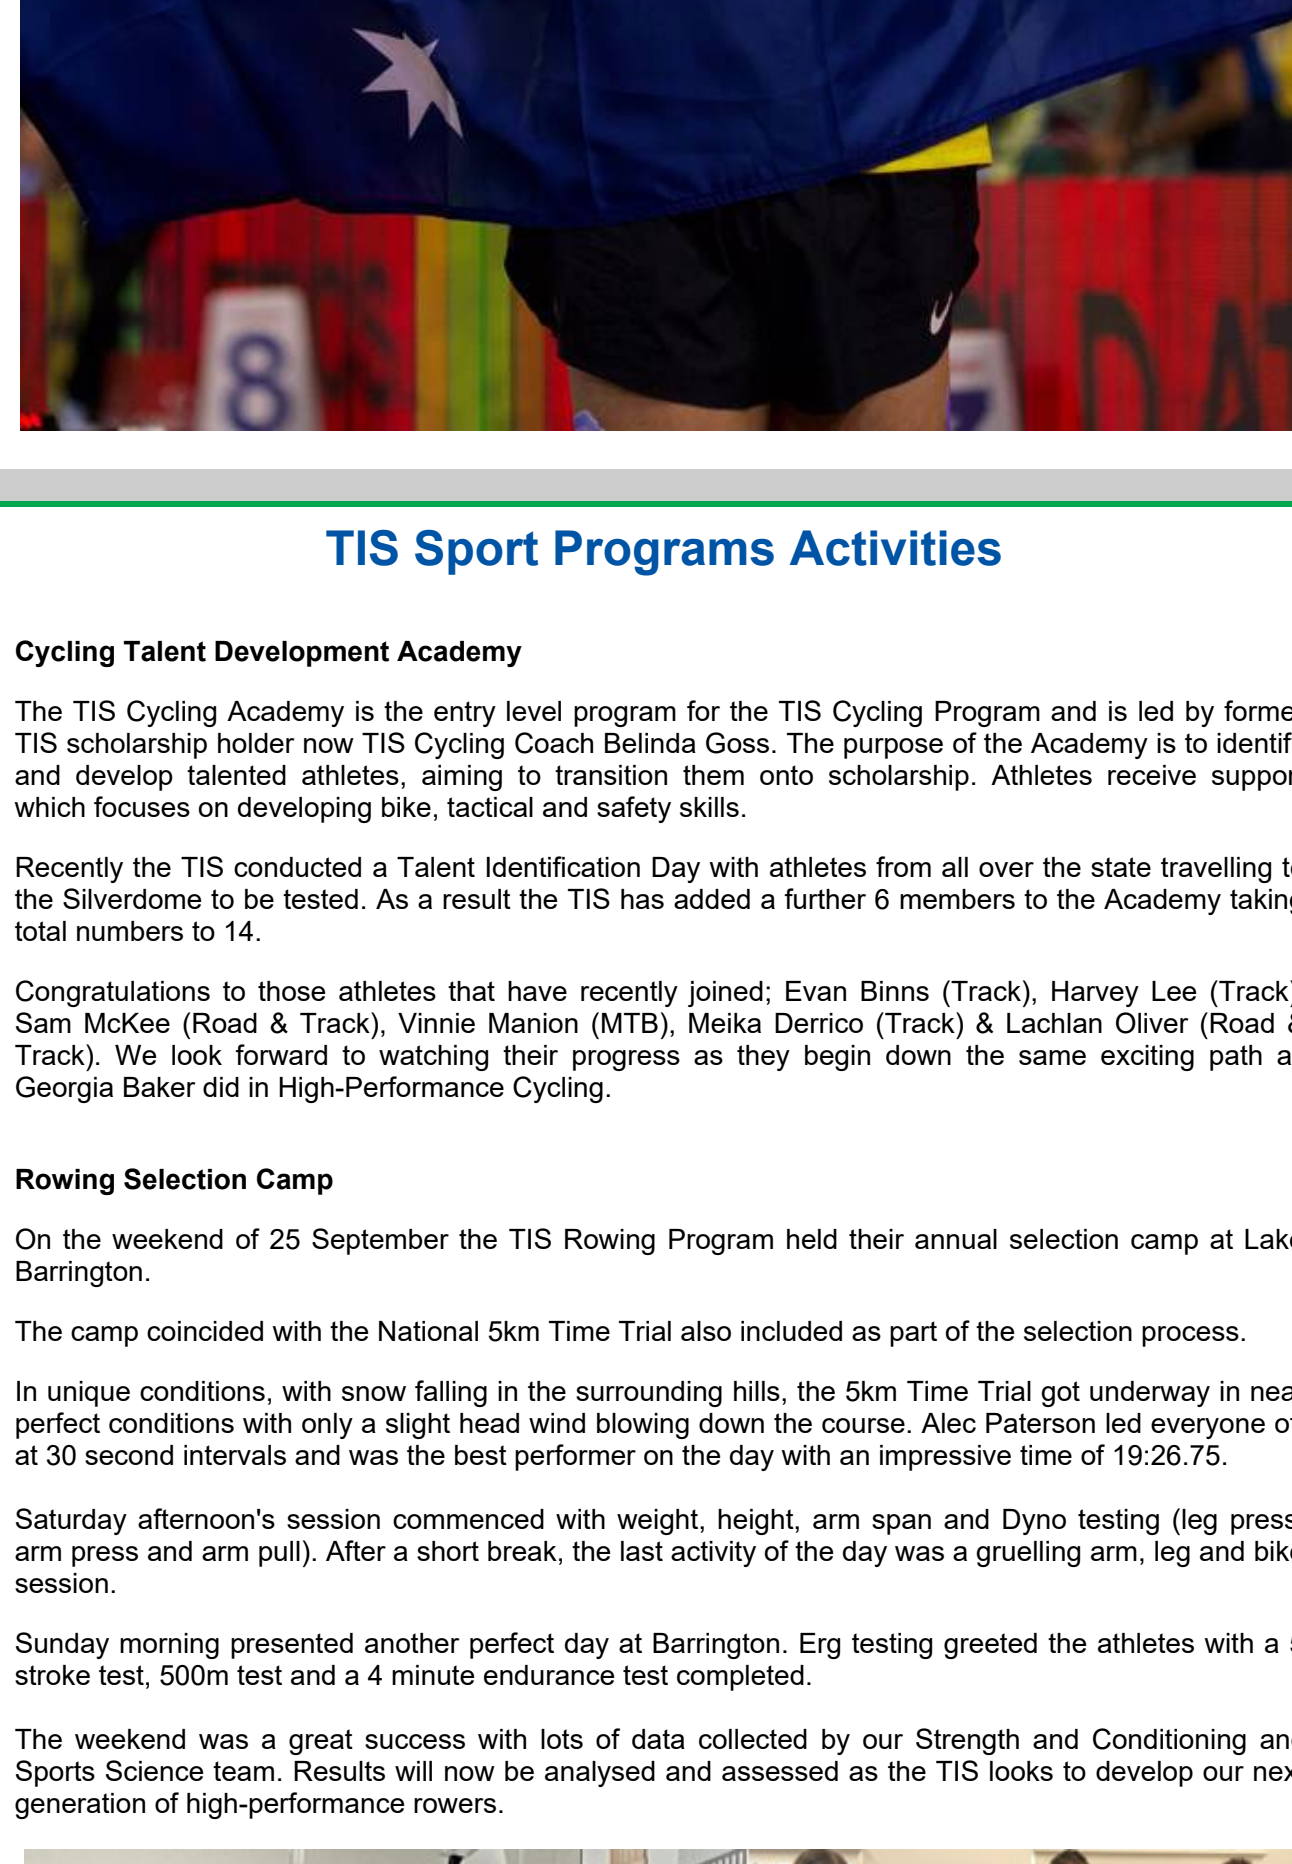 8
7
DAT
TIS Sport Programs Activities
Cycling Talent Development Academy
The TIS Cycling Academy is the entry level program for the TIS Cycling Program and is led by forme
TIS scholarship holder now TIS Cycling Coach Belinda Goss. The purpose of the Academy is to identif
and develop talented athletes, aiming to transition them onto scholarship. Athletes receive suppor
which focuses on developing bike, tactical and safety skills.
Recently the TIS conducted a Talent Identification Day with athletes from all over the state travelling to
the Silverdome to be tested. As a result the TIS has added a further 6 members to the Academy taking
total numbers to 14.
Congratulations to those athletes that have recently joined; Evan Binns (Track), Harvey Lee (Track)
Sam McKee (Road & Track), Vinnie Manion (MTB), Meika Derrico (Track) & Lachlan Oliver (Road &
Track). We look forward to watching their progress as they begin down the same exciting path a
Georgia Baker did in High-Performance Cycling.
Rowing Selection Camp
On the weekend of 25 September the TIS Rowing Program held their annual selection camp at Lake
Barrington.
The camp coincided with the National 5km Time Trial also included as part of the selection process.
In unique conditions, with snow falling in the surrounding hills, the 5km Time Trial got underway in nea
perfect conditions with only a slight head wind blowing down the course. Alec Paterson led everyone of
at 30 second intervals and was the best performer on the day with an impressive time of 19:26.75.
Saturday afternoon's session commenced with weight, height, arm span and Dyno testing (leg press
arm press and arm pull). After a short break, the last activity of the day was a gruelling arm, leg and bike
session.
Sunday morning presented another perfect day at Barrington. Erg testing greeted the athletes with a 5
stroke test, 500m test and a 4 minute endurance test completed.
The weekend was a great success with lots of data collected by our Strength and Conditioning an
Sports Science team. Results will now be analysed and assessed as the TIS looks to develop our nex
generation of high-performance rowers.